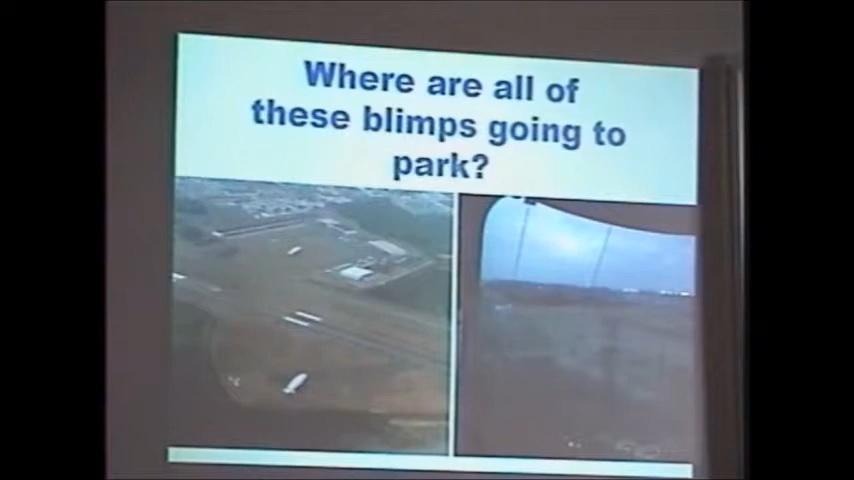 Where are all of
these blimps going to
park?